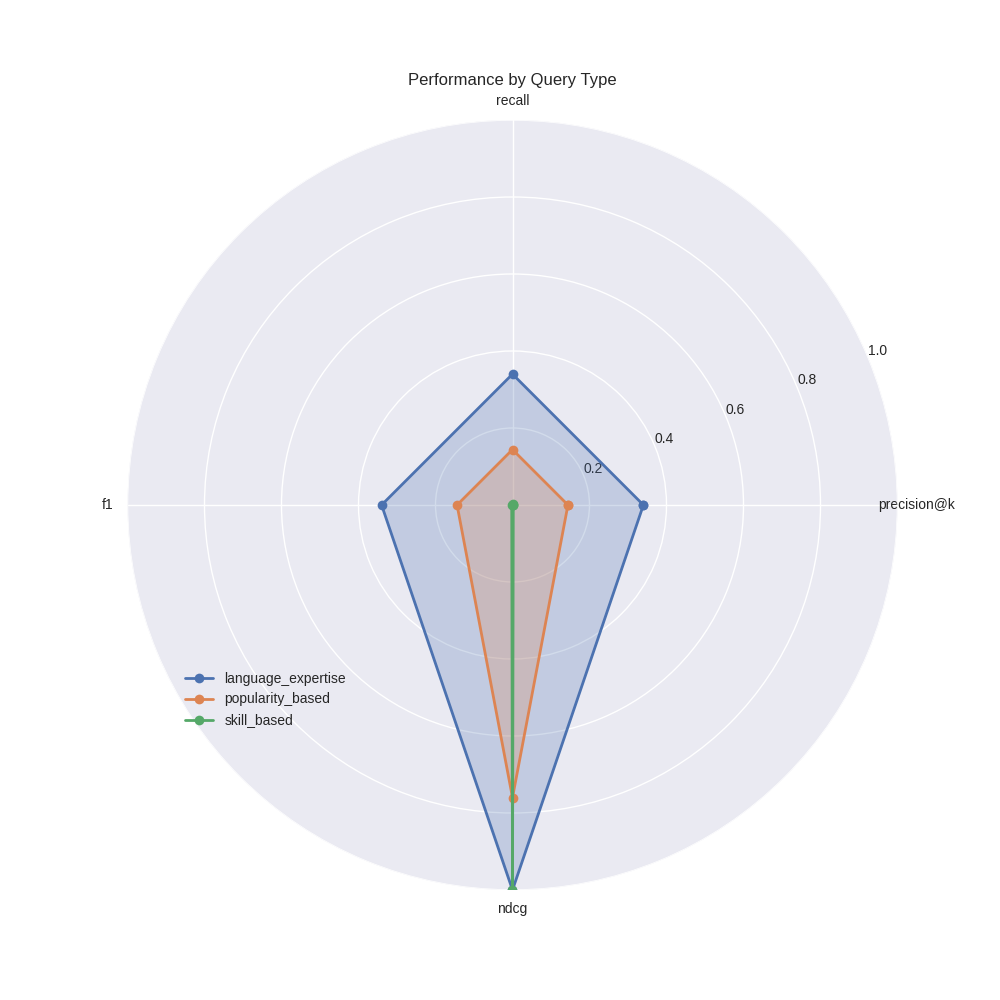 Performance by Query Type
recall
1.0
0.8
0.6
0.4
0.2
f1
precision@k
language_expertise
popularity_based
skill_based
ndcg